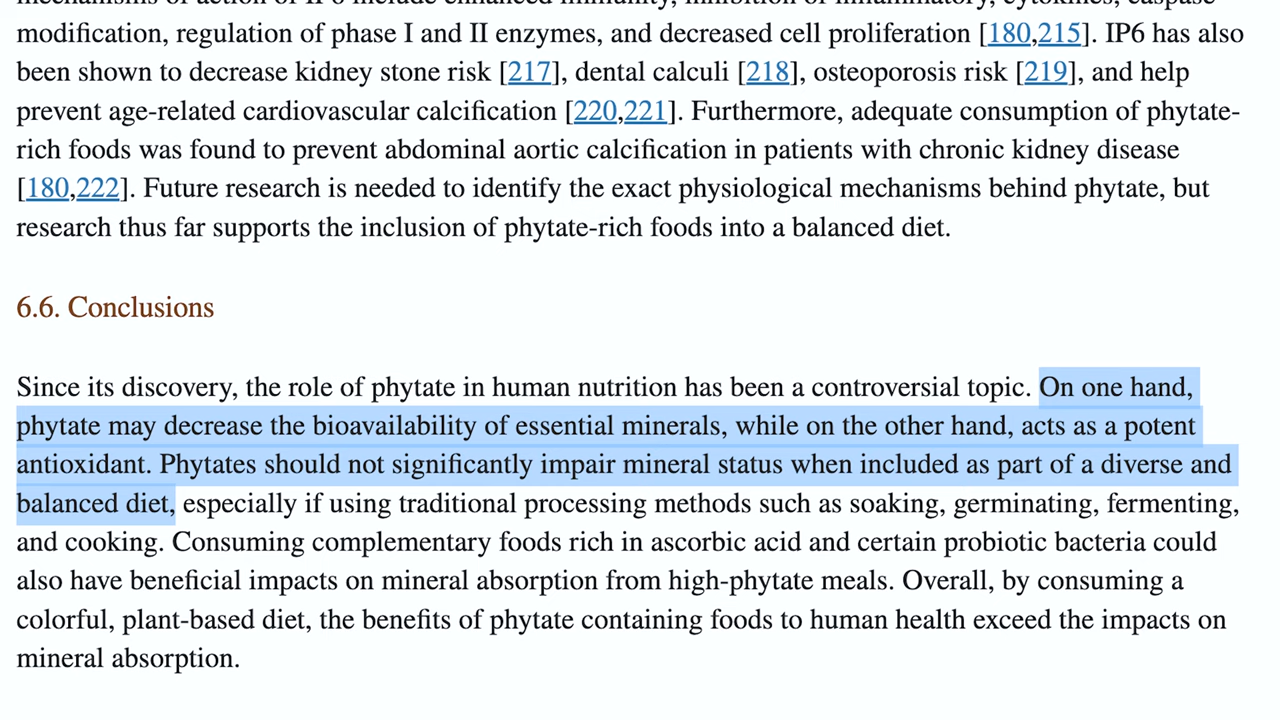 modification, regulation of phase I and II enzymes, and decreased cell proliferation [180,215]. IP6 has also
been shown to decrease kidney stone risk [217], dental calculi [218], osteoporosis risk [219], and help
prevent age-related cardiovascular calcification [220,221]. Furthermore, adequate consumption of phytate-
rich foods was found to prevent abdominal aortic calcification in patients with chronic kidney disease
[180,222]. Future research is needed to identify the exact physiological mechanisms behind phytate, but
research thus far supports the inclusion of phytate-rich foods into a balanced diet.
6.6. Conclusions
Since its discovery, the role of phytate in human nutrition has been a controversial topic. On one hand,
phytate may decrease the bioavailability of essential minerals, while on the other hand, acts as a potent
antioxidant. Phytates should not significantly impair mineral status when included as part of a diverse and
balanced diet, especially if using traditional processing methods such as soaking, germinating, fermenting,
and cooking. Consuming complementary foods rich in ascorbic acid and certain probiotic bacteria could
also have beneficial impacts on mineral absorption from high-phytate meals. Overall, by consuming a
colorful, plant-based diet, the benefits of phytate containing foods to human health exceed the impacts on
mineral absorption.